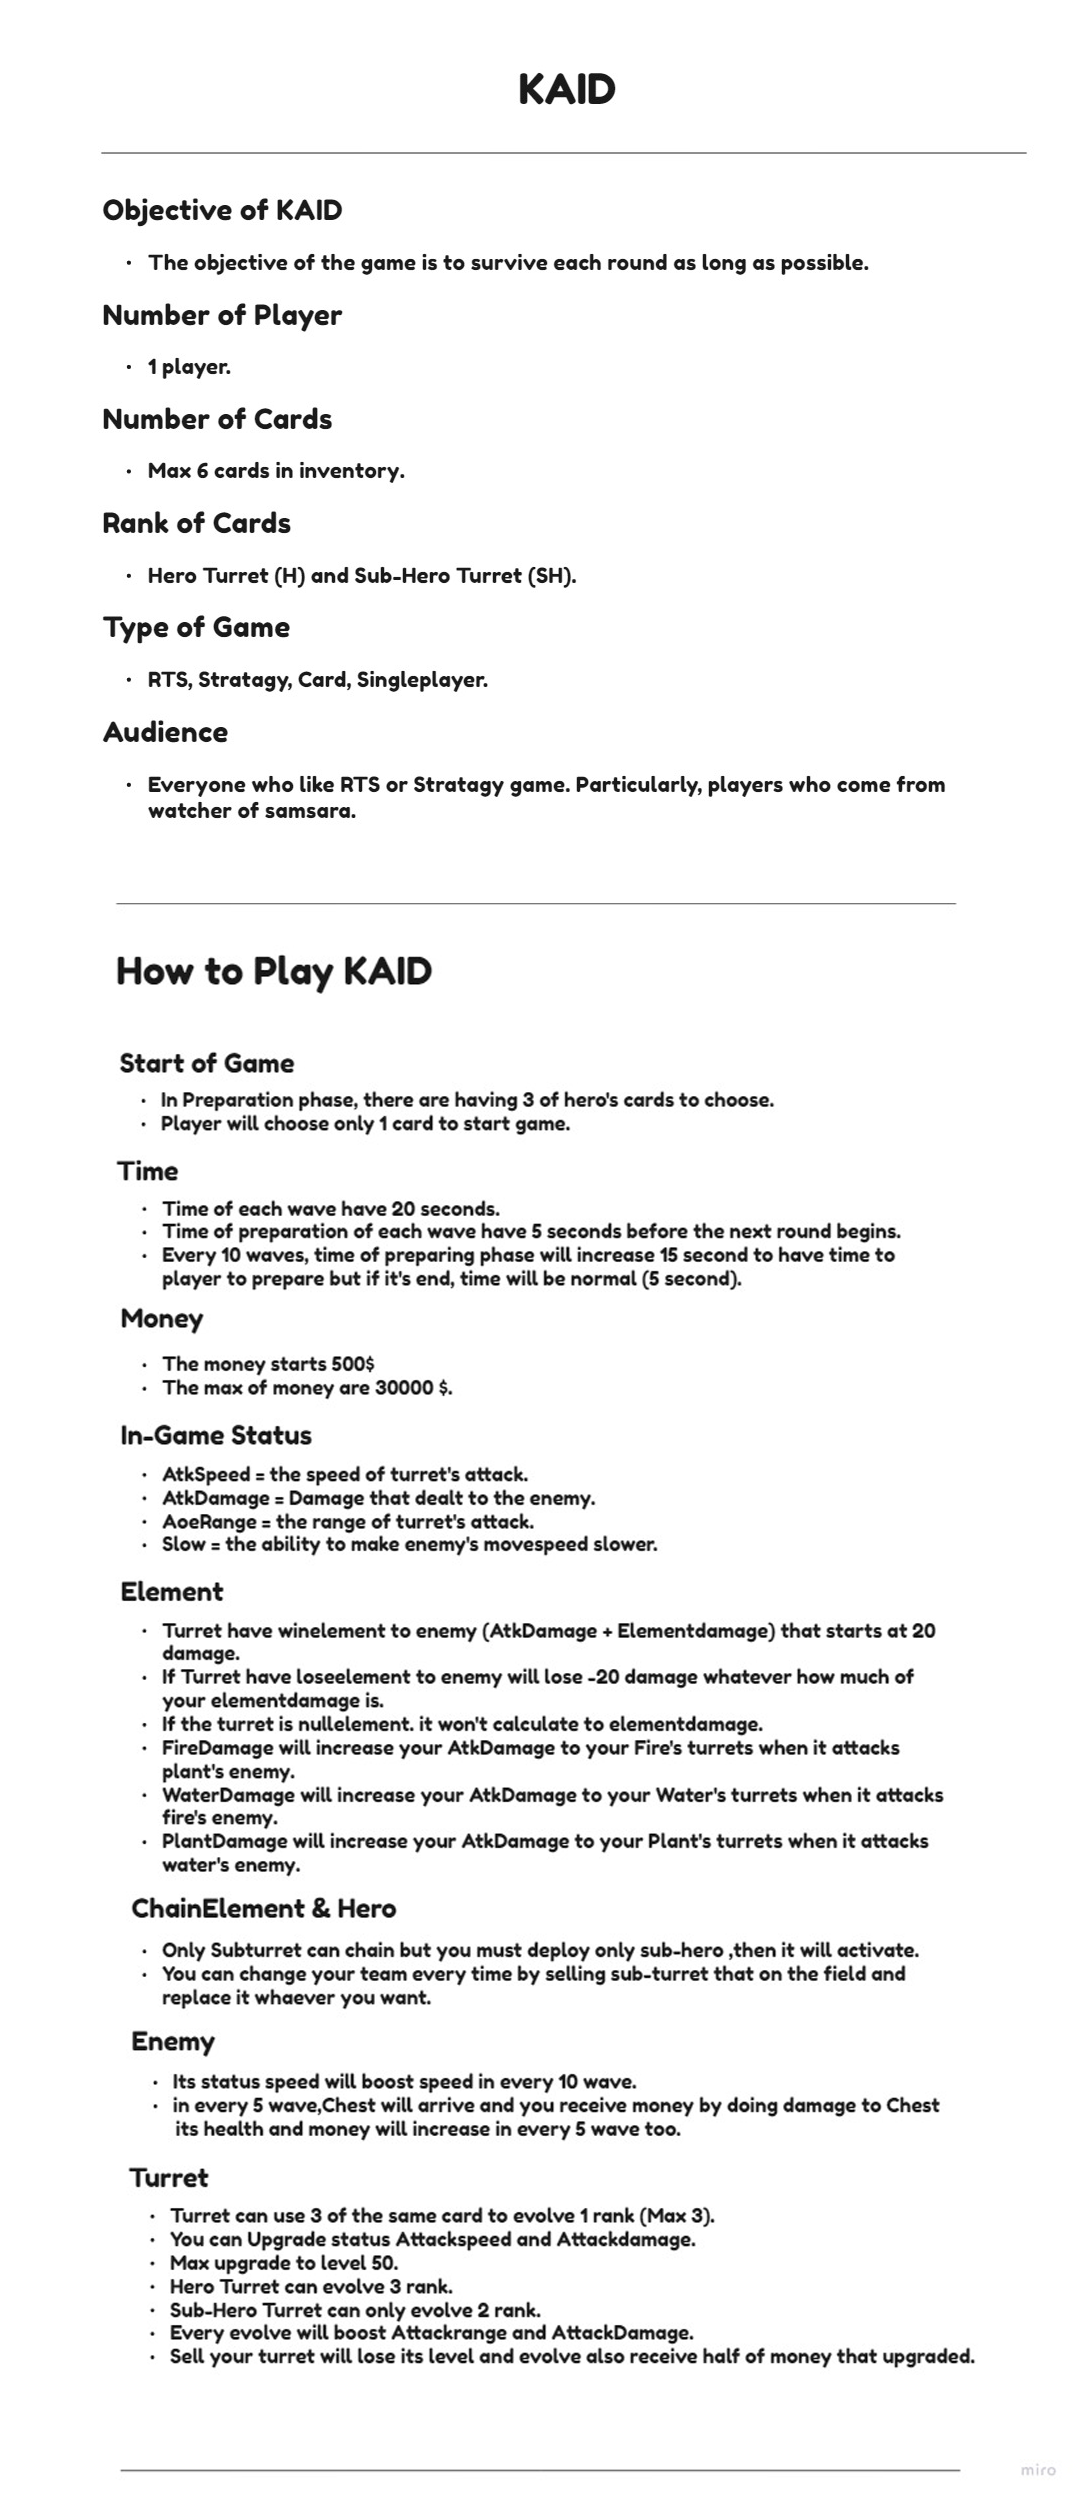 KAID
Objective of KAID
• The objective of the game is to survive each round as long as possible.
Number of Player
• 1 player.
Number of Cards
• Max 6 cards in inventory.
Rank of Cards
• Hero Turret (H) and Sub-Hero Turret (SH).
Type of Game
• RTS, Stratagy, Card, Singleplayer.
Audience
• Everyone who like RTS or Stratagy game. Particularly, players who come from
watcher of samsara.
How to Play KAID
Start of Game
• In Preparation phase, there are having 3 of hero's cards to choose.
• Player will choose only 1 card to start game.
Time
• Time of each wave have 20 seconds.
• Time of preparation of each wave have 5 seconds before the next round begins.
• Every 10 waves, time of preparing phase will increase 15 second to have time to
player to prepare but if it's end, time will be normal (5 second).
Money
• The money starts 500$
• The max of money are 30000 $.
In-Game Status
• AtkSpeed = the speed of turret's attack.
• AtkDamage = Damage that dealt to the enemy.
• AoeRange = the range of turret's attack.
• Slow = the ability to make enemy's movespeed slower.
Element
• Turret have winelement to enemy (AtkDamage + Elementdamage) that starts at 20
damage.
• If Turret have loseelement to enemy will lose -20 damage whatever how much of
your elementdamage is.
• If the turret is nullelement. it won't calculate to elementdamage.
• FireDamage will increase your AtkDamage to your Fire's turrets when it attacks
plant's enemy.
• WaterDamage will increase your AtkDamage to your Water's turrets when it attacks
fire's enemy.
• PlantDamage will increase your AtkDamage to your Plant's turrets when it attacks
water's enemy.
ChainElement & Hero
• Only Subturret can chain but you must deploy only sub-hero ,then it will activate.
• You can change your team every time by selling sub-turret that on the field and
replace it whaever you want.
Enemy
• Its status speed will boost speed in every 10 wave.
• in every 5 wave,Chest will arrive and you receive money by doing damage to Chest
its health and money will increase in every 5 wave too.
Turret
• Turret can use 3 of the same card to evolve 1 rank (Max 3).
• You can Upgrade status Attackspeed and Attackdamage.
• Max upgrade to level 50.
• Hero Turret can evolve 3 rank.
• Sub-Hero Turret can only evolve 2 rank.
• Every evolve will boost Attackrange and AttackDamage.
• Sell your turret will lose its level and evolve also receive half of money that upgraded.
miro